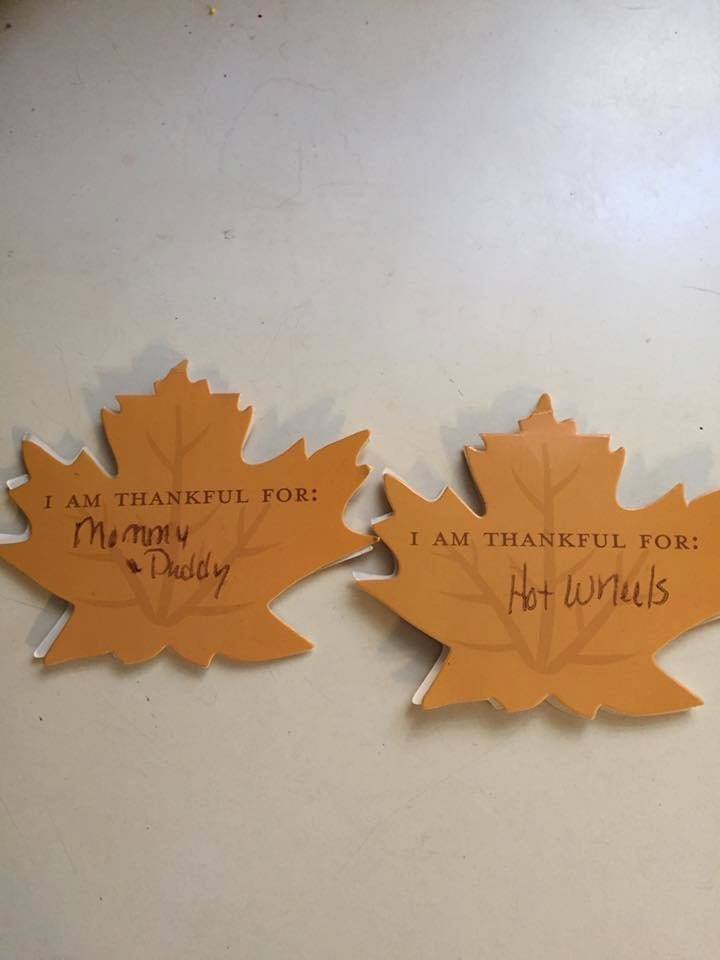 I AM THANKFUL FOR:
Mommy
& Daddy
I AM THANKFUL FOR:
Hot Wheels